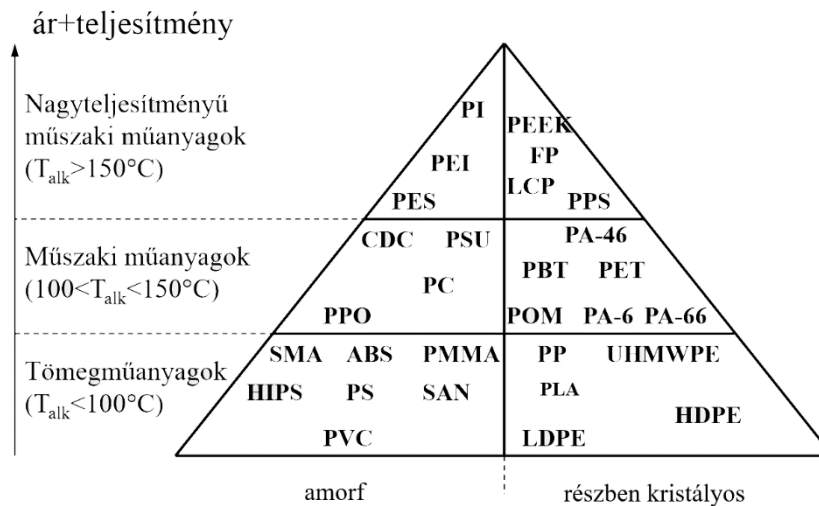 ár+teljesítmény
Nagyteljesítményű
műszaki műanyagok
(Talk>150°C)
PI
PEEK
FP
PEI
LCP
PES
PPS
Műszaki műanyagok
(100<Talk<150°C)
CDC
PSU
PA-46
PBT
PET
PC
PPO
POM
PA-6
PA-66
Tömegműanyagok
(Talk<100°C)
SMA
ABS
PMMA
PP
UHMWPE
HIPS
PS
SAN
PLA
HDPE
PVC
LDPE
amorf
részben kristályos